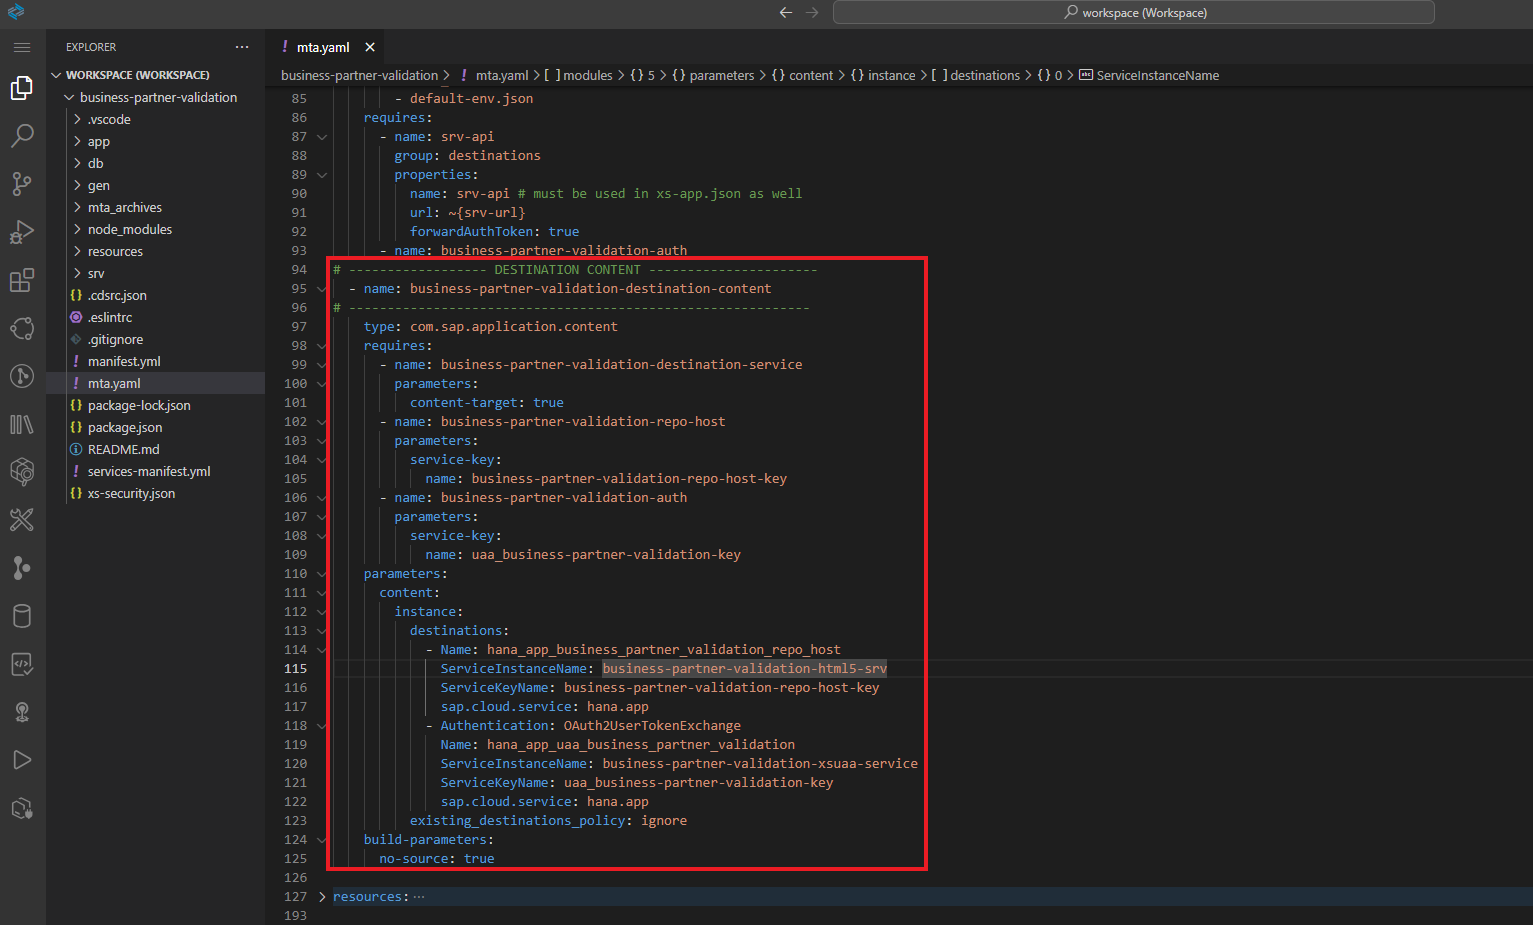 workspace (Workspace)
EXPLORER
mta.yaml
WORKSPACE (WORKSPACE)
business-partner-validation
.vscode
app
db
gen
mta_archives
node_modules
resources
srv
.cdsrc.json
.eslintrc
.gitignore
manifest.yml
mta.yaml
package-lock.json
package.json
README.md
services-manifest.yml
xs-security.json
business-partner-validation > ! mta.yaml > [ ] modules > {} 5 > {} parameters > {} content > {} instance > [ ] destinations > {} 0 > abc ServiceInstanceName
85 - default-env.json
86 requires:
87 - name: srv-api
88 group: destinations
89 properties:
90 name: srv-api # must be used in xs-app.json as well
91 url: ~{srv-url}
92 forwardAuthToken: true
93 - name: business-partner-validation-auth
94 # ------------------ DESTINATION CONTENT ----------------------
95 - name: business-partner-validation-destination-content
96 # ------------------------------------------------------------
97 type: com.sap.application.content
98 requires:
99 - name: business-partner-validation-destination-service
100 parameters:
101 content-target: true
102 - name: business-partner-validation-repo-host
103 parameters:
104 service-key:
105 name: business-partner-validation-repo-host-key
106 - name: business-partner-validation-auth
107 parameters:
108 service-key:
109 name: uaa_business-partner-validation-key
110 parameters:
111 content:
112 instance:
113 destinations:
114 - Name: hana_app_business_partner_validation_repo_host
115 ServiceInstanceName: business-partner-validation-html5-srv
116 ServiceKeyName: business-partner-validation-repo-host-key
117 sap.cloud.service: hana.app
118 - Authentication: OAuth2UserTokenExchange
119 Name: hana_app_uaa_business_partner_validation
120 ServiceInstanceName: business-partner-validation-xsuaa-service
121 ServiceKeyName: uaa_business-partner-validation-key
122 sap.cloud.service: hana.app
123 existing_destinations_policy: ignore
124 build-parameters:
125 no-source: true
126
127 resources: ···
193